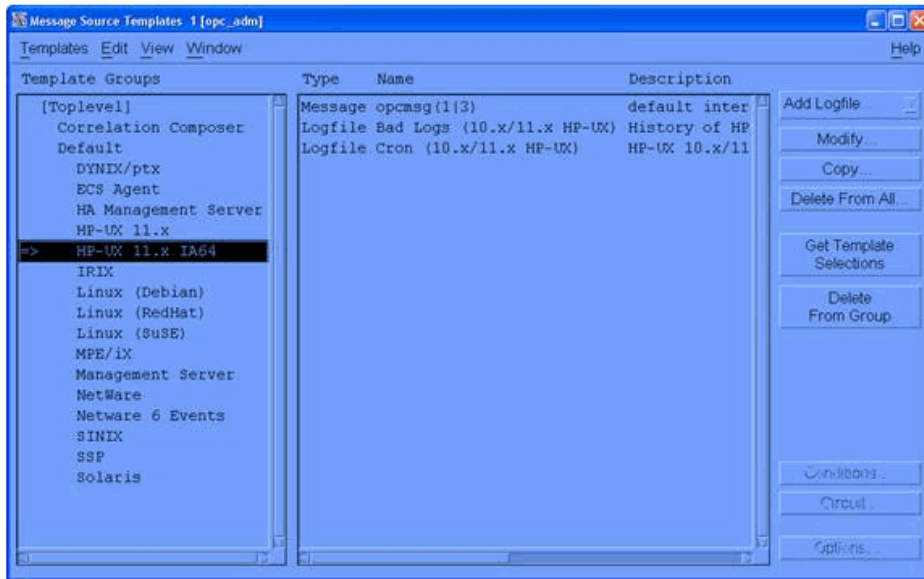 Message Source Templates 1 [opc_adm]
Templates Edit View Window Help
Template Groups
[Toplevel]
Correlation Composer
Default
DYNIX/ptx
ECS Agent
HA Management Server
HP-UX 11.x
=> HP-UX 11.x IA64
IRIX
Linux (Debian)
Linux (RedHat)
Linux (SuSE)
MPE/iX
Management Server
NetWare
Netware 6 Events
SINIX
SSP
Solaris
Type Name Description
Message opcmsg(1|3) default inter
Logfile Bad Logs (10.x/11.x HP-UX) History of HP
Logfile Cron (10.x/11.x HP-UX) HP-UX 10.x/11
Add Logfile...
Modify...
Copy...
Delete From All...
Get Template
Selections
Delete
From Group
Conditions...
Circuit...
Options...